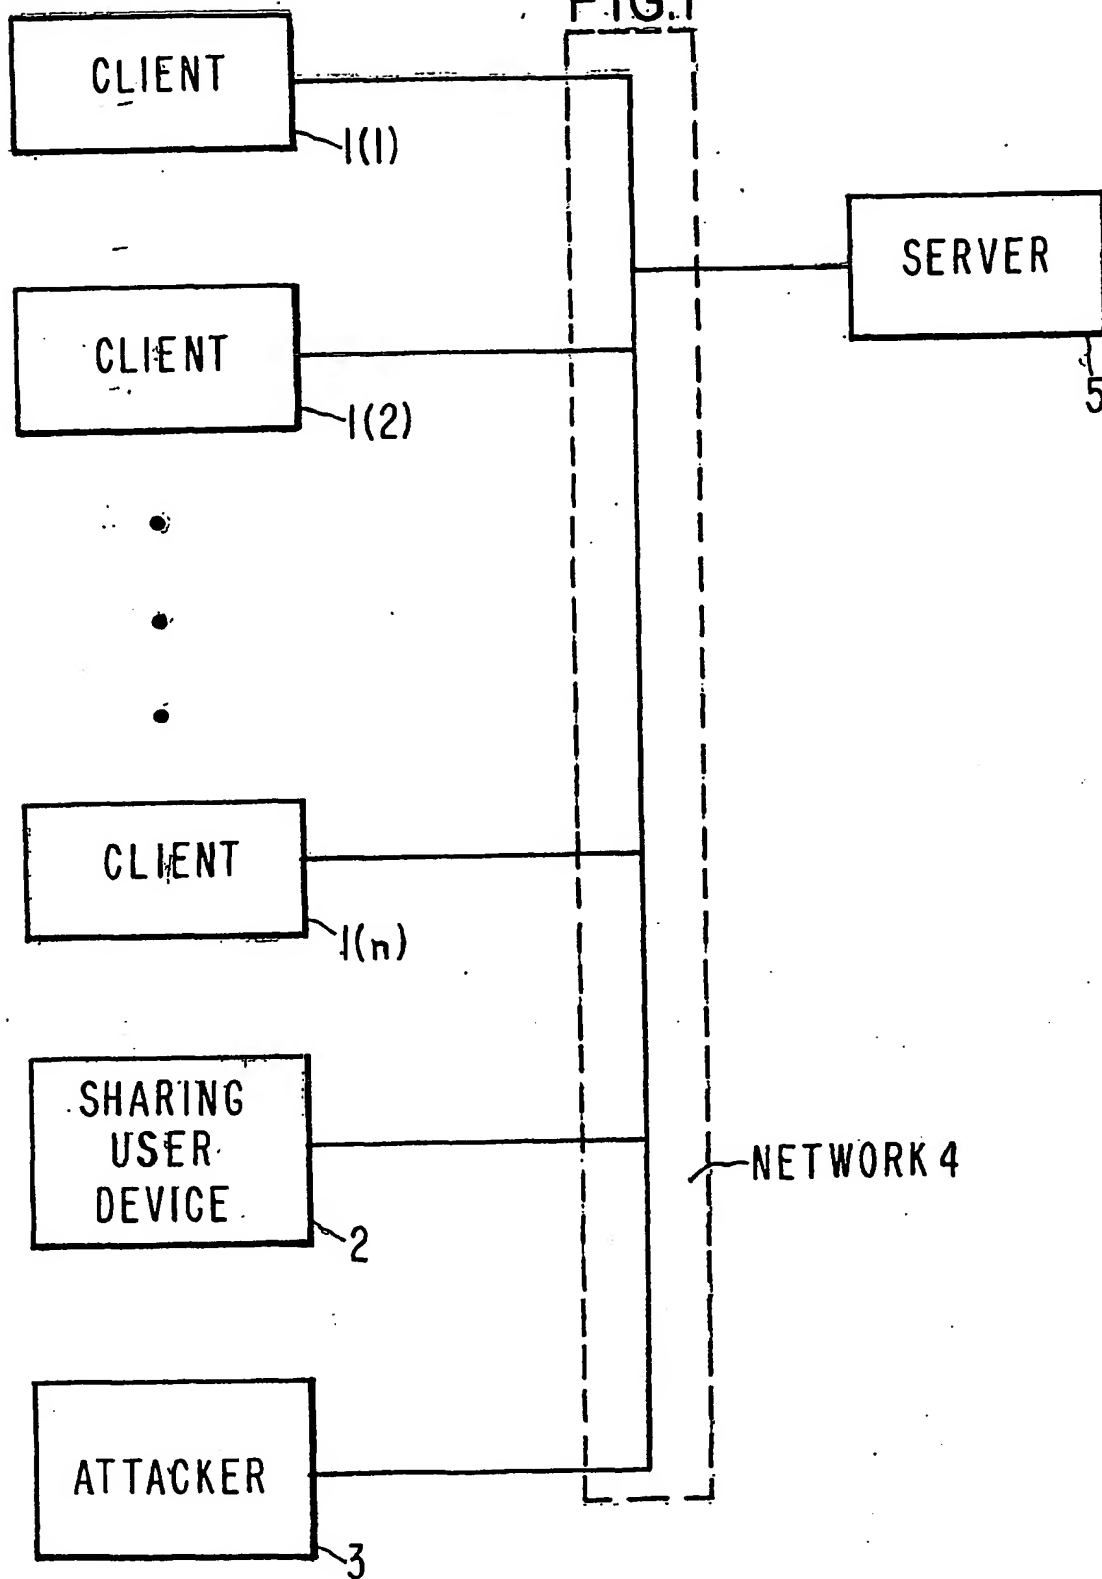 FIG.1
CLIENT
1(1)
SERVER
5
CLIENT
1(2)
CLIENT
1(n)
SHARING
USER
DEVICE
2
NETWORK 4
ATTACKER
3